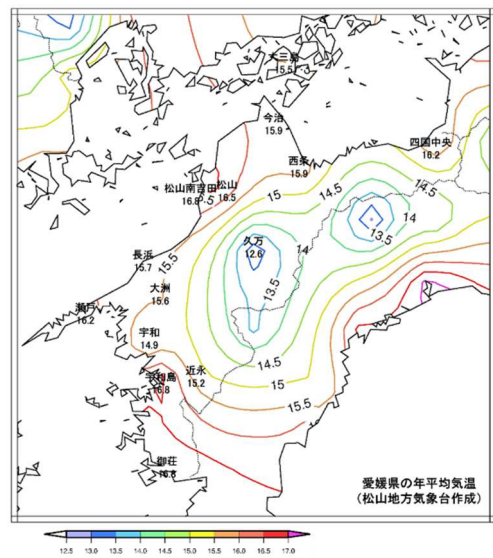 大三島
15.5
今治
15.9
四国中央
16.2
西条
15.9
14.5
14.5
15
松山南吉田
16.8
松山
16.5
14
13.5
久万
12.6
14
長浜
15.7
15.5
13.5
大洲
15.6
瀬戸
16.2
宇和
14.9
14.5
近永
15.2
15
宇和島
16.8
15.5
御荘
16.8
愛媛県の年平均気温
(松山地方気象台作成)
12.5 13.0 13.5 14.0 14.5 15.0 15.5 16.0 16.5 17.0